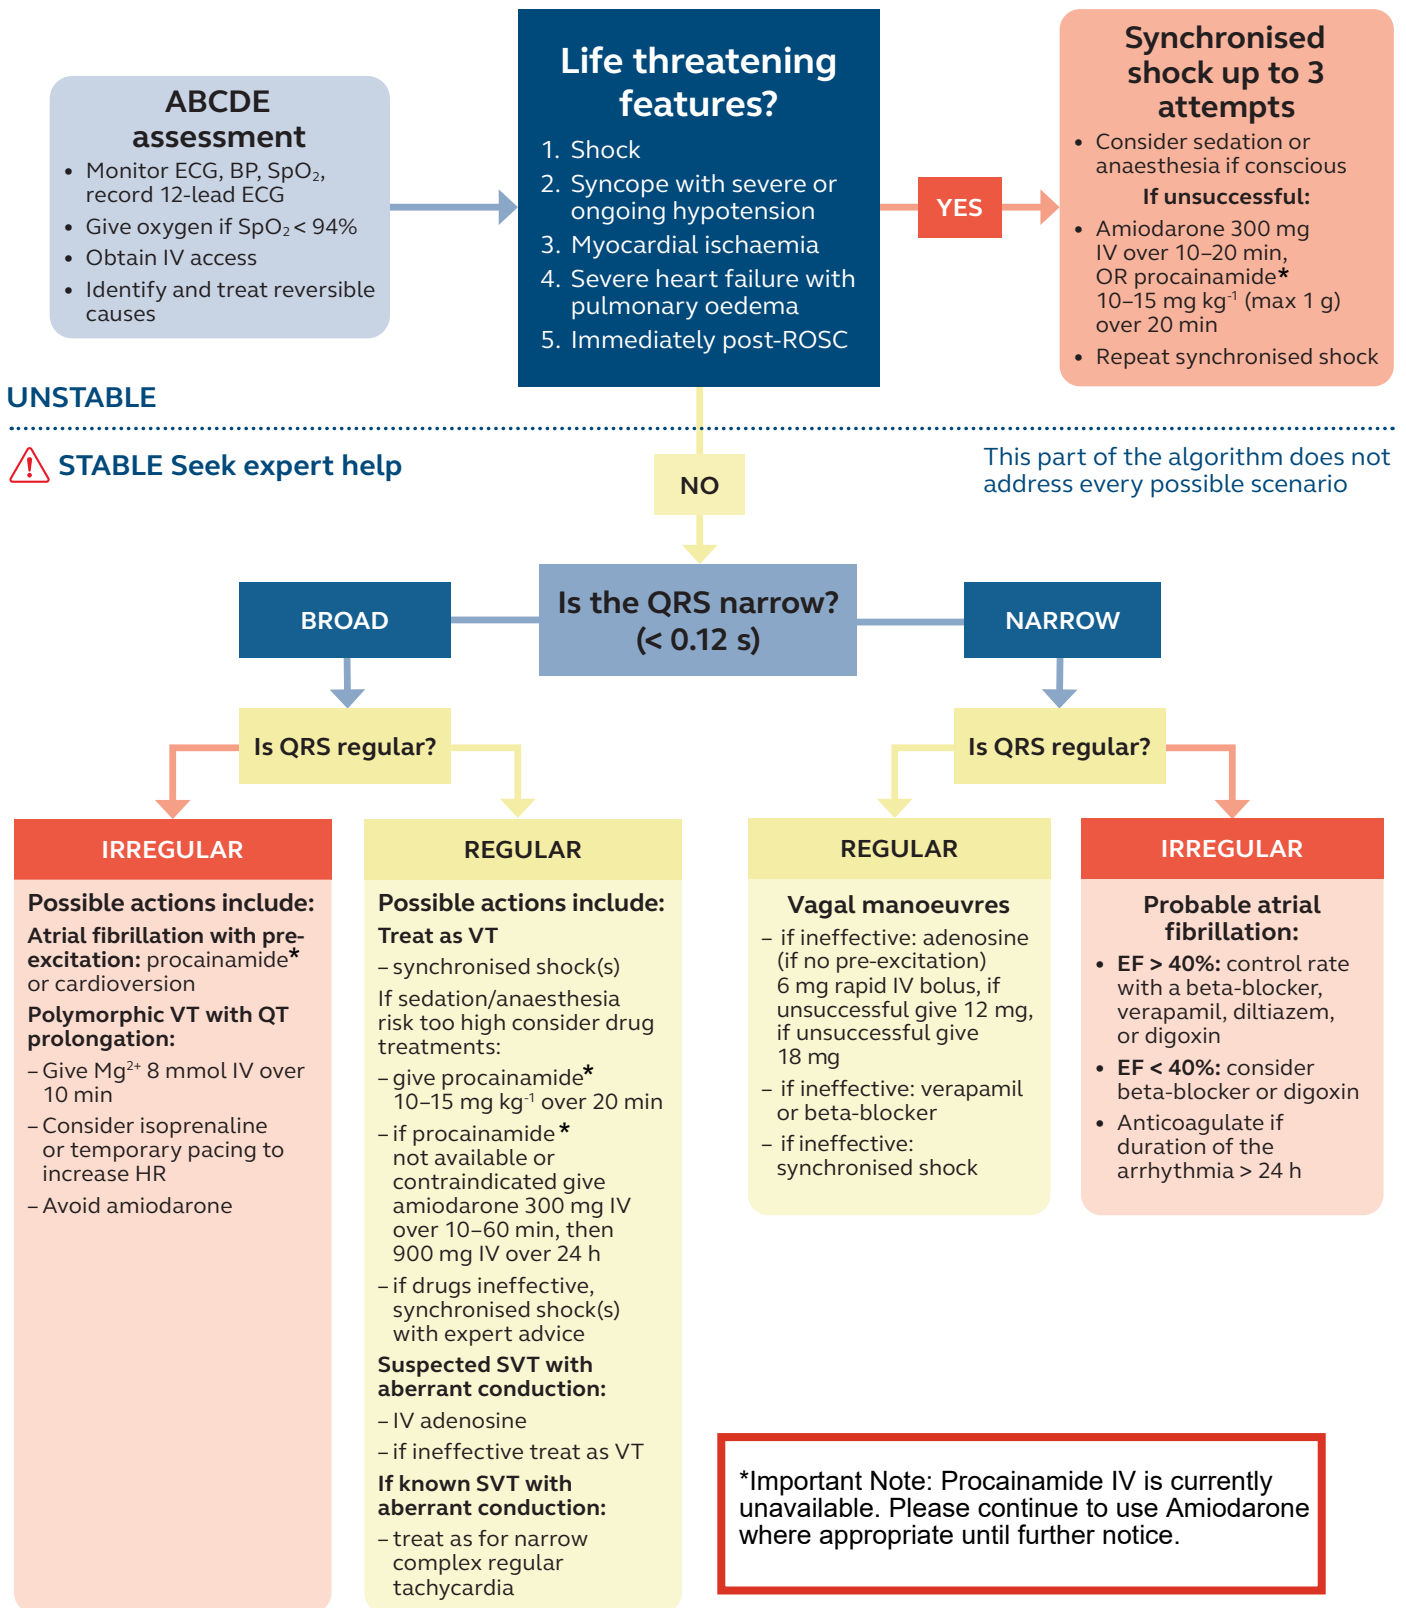 ABCDE
assessment
• Monitor ECG, BP, SpO₂,
record 12-lead ECG
• Give oxygen if SpO₂ < 94%
• Obtain IV access
• Identify and treat reversible
causes
Life threatening
features?
1. Shock
2. Syncope with severe or
ongoing hypotension
3. Myocardial ischaemia
4. Severe heart failure with
pulmonary oedema
5. Immediately post-ROSC
YES
Synchronised
shock up to 3
attempts
• Consider sedation or
anaesthesia if conscious
If unsuccessful:
• Amiodarone 300 mg
IV over 10–20 min,
OR procainamide*
10–15 mg kg⁻¹ (max 1 g)
over 20 min
• Repeat synchronised shock
UNSTABLE
! STABLE Seek expert help
NO
This part of the algorithm does not
address every possible scenario
Is the QRS narrow?
(< 0.12 s)
BROAD
NARROW
Is QRS regular?
Is QRS regular?
IRREGULAR
Possible actions include:
Atrial fibrillation with pre-
excitation: procainamide*
or cardioversion
Polymorphic VT with QT
prolongation:
– Give Mg²⁺ 8 mmol IV over
10 min
– Consider isoprenaline
or temporary pacing to
increase HR
– Avoid amiodarone
REGULAR
Possible actions include:
Treat as VT
– synchronised shock(s)
If sedation/anaesthesia
risk too high consider drug
treatments:
– give procainamide*
10–15 mg kg⁻¹ over 20 min
– if procainamide *
not available or
contraindicated give
amiodarone 300 mg IV
over 10–60 min, then
900 mg IV over 24 h
– if drugs ineffective,
synchronised shock(s)
with expert advice
Suspected SVT with
aberrant conduction:
– IV adenosine
– if ineffective treat as VT
If known SVT with
aberrant conduction:
– treat as for narrow
complex regular
tachycardia
REGULAR
Vagal manoeuvres
– if ineffective: adenosine
(if no pre-excitation)
6 mg rapid IV bolus, if
unsuccessful give 12 mg,
if unsuccessful give
18 mg
– if ineffective: verapamil
or beta-blocker
– if ineffective:
synchronised shock
IRREGULAR
Probable atrial
fibrillation:
• EF > 40%: control rate
with a beta-blocker,
verapamil, diltiazem,
or digoxin
• EF < 40%: consider
beta-blocker or digoxin
• Anticoagulate if
duration of the
arrhythmia > 24 h
*Important Note: Procainamide IV is currently
unavailable. Please continue to use Amiodarone
where appropriate until further notice.